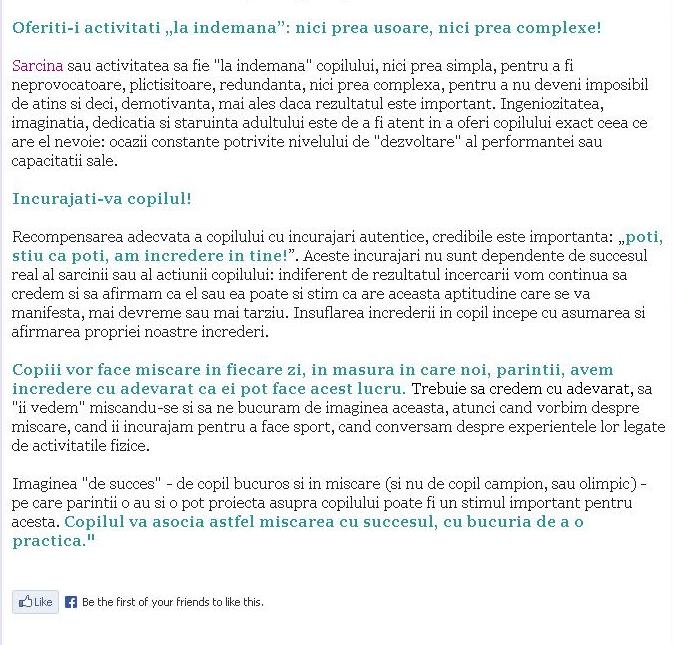 Oferiti-i activitati „la indemana”: nici prea usoare, nici prea complexe!
Sarcina sau activitatea sa fie "la indemana" copilului, nici prea simpla, pentru a fi
neprovocatoare, plictisitoare, redundanta, nici prea complexa, pentru a nu deveni imposibil
de atins si deci, demotivanta, mai ales daca rezultatul este important. Ingeniozitatea,
imaginatia, dedicatia si staruinta adultului este de a fi atent in a oferi copilului exact ceea ce
are el nevoie: ocazii constante potrivite nivelului de "dezvoltare" al performantei sau
capacitatii sale.
Incurajati-va copilul!
Recompensarea adecvata a copilului cu incurajari autentice, credibile este importanta: „poti,
stiu ca poti, am incredere in tine!”. Aceste incurajari nu sunt dependente de succesul
real al sarcinii sau al actiunii copilului: indiferent de rezultatul incercarii vom continua sa
credem si sa afirmam ca el sau ea poate si stim ca are aceasta aptitudine care se va
manifesta, mai devreme sau mai tarziu. Insuflarea increderii in copil incepe cu asumarea si
afirmarea propriei noastre increderi.
Copiii vor face miscare in fiecare zi, in masura in care noi, parintii, avem
incredere cu adevarat ca ei pot face acest lucru. Trebuie sa credem cu adevarat, sa
"ii vedem" miscandu-se si sa ne bucuram de imaginea aceasta, atunci cand vorbim despre
miscare, cand ii incurajam pentru a face sport, cand conversam despre experientele lor legate
de activitatile fizice.
Imaginea "de succes" - de copil bucuros si in miscare (si nu de copil campion, sau olimpic) -
pe care parintii o au si o pot proiecta asupra copilului poate fi un stimul important pentru
acesta. Copilul va asocia astfel miscarea cu succesul, cu bucuria de a o
practica."
Like Be the first of your friends to like this.